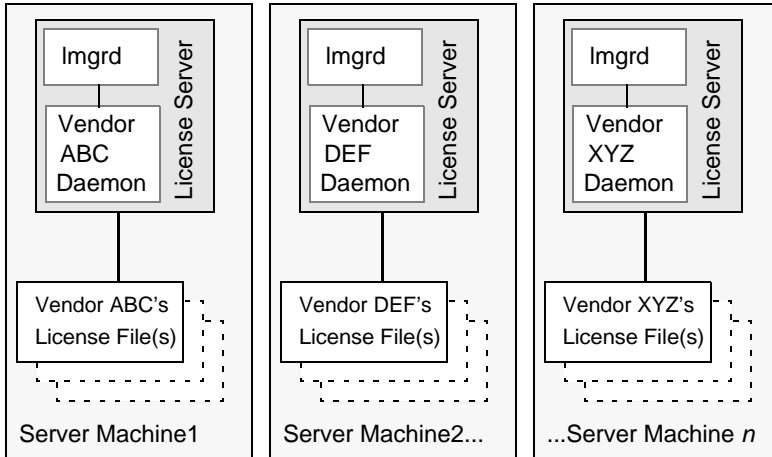 lmgrd
Vendor
ABC
Daemon
License Server
Vendor ABC's
License File(s)
Server Machine1
lmgrd
Vendor
DEF
Daemon
License Server
Vendor DEF's
License File(s)
Server Machine2...
lmgrd
Vendor
XYZ
Daemon
License Server
Vendor XYZ's
License File(s)
...Server Machine n